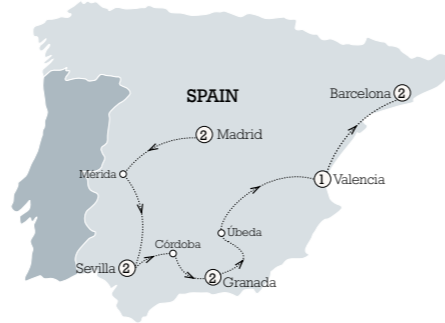 SPAIN
Barcelona 2
2 Madrid
Mérida
1 Valencia
Úbeda
Córdoba
Sevilla 2
2 Granada